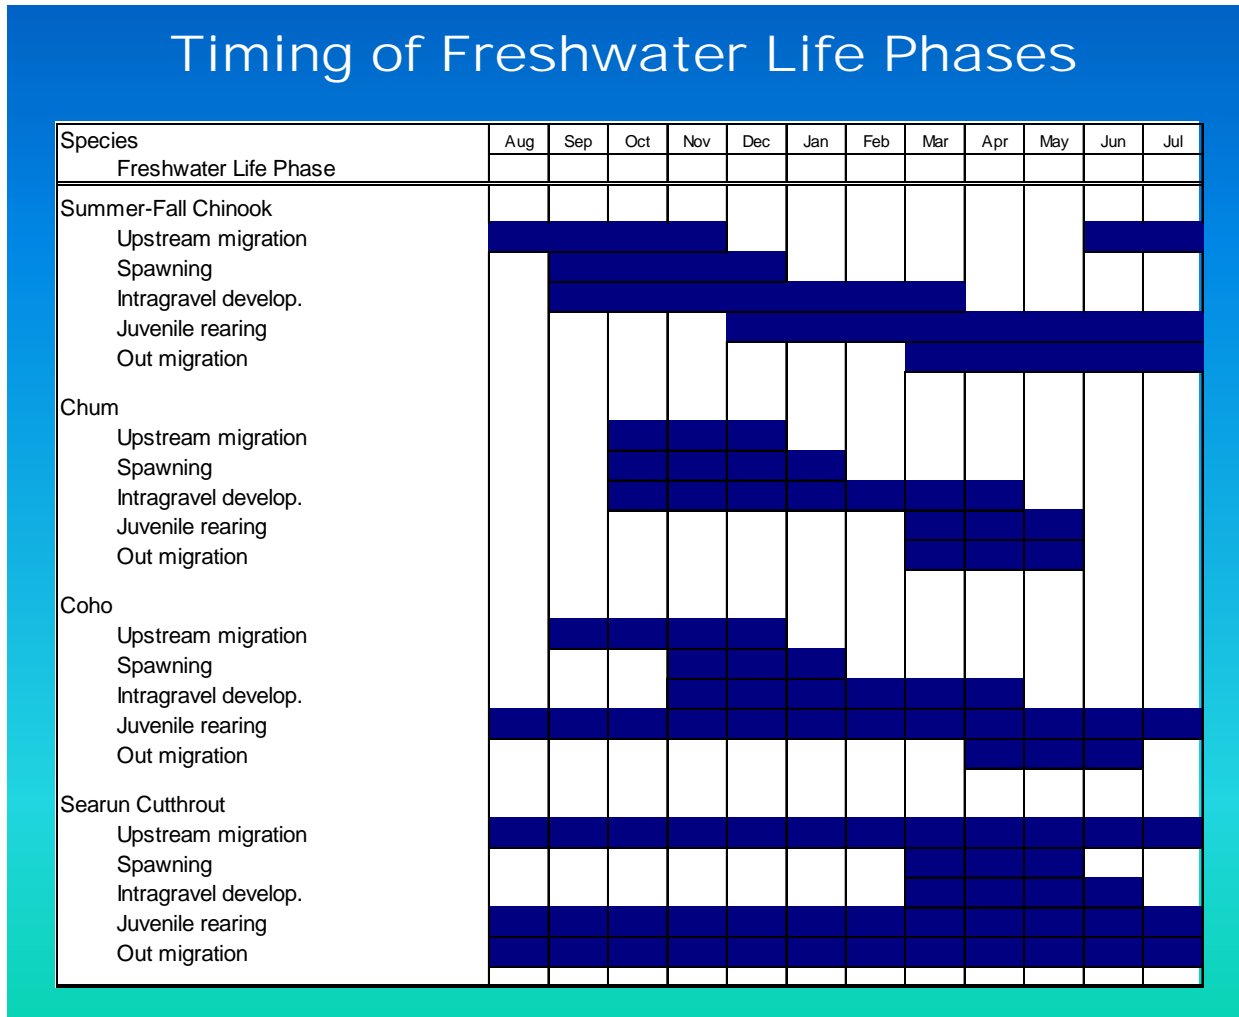 Timing of Freshwater Life Phases
Species Aug Sep Oct Nov Dec Jan Feb Mar Apr May Jun Jul
Freshwater Life Phase
Summer-Fall Chinook
Upstream migration
Spawning
Intragravel develop.
Juvenile rearing
Out migration
Chum
Upstream migration
Spawning
Intragravel develop.
Juvenile rearing
Out migration
Coho
Upstream migration
Spawning
Intragravel develop.
Juvenile rearing
Out migration
Searun Cutthrout
Upstream migration
Spawning
Intragravel develop.
Juvenile rearing
Out migration